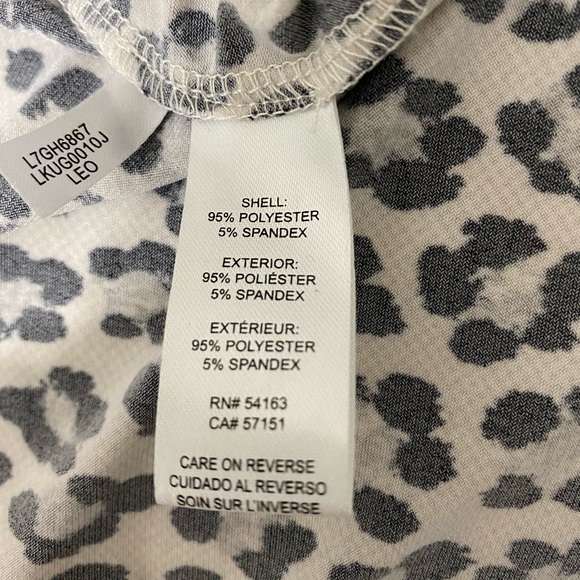 L7GH6867
LKUG0010J
LEO
SHELL:
95% POLYESTER
5% SPANDEX
EXTERIOR:
95% POLIÉSTER
5% SPANDEX
EXTÉRIEUR:
95% POLYESTER
5% SPANDEX
RN# 54163
CA# 57151
CARE ON REVERSE
CUIDADO AL REVERSO
SOIN SUR L'INVERSE